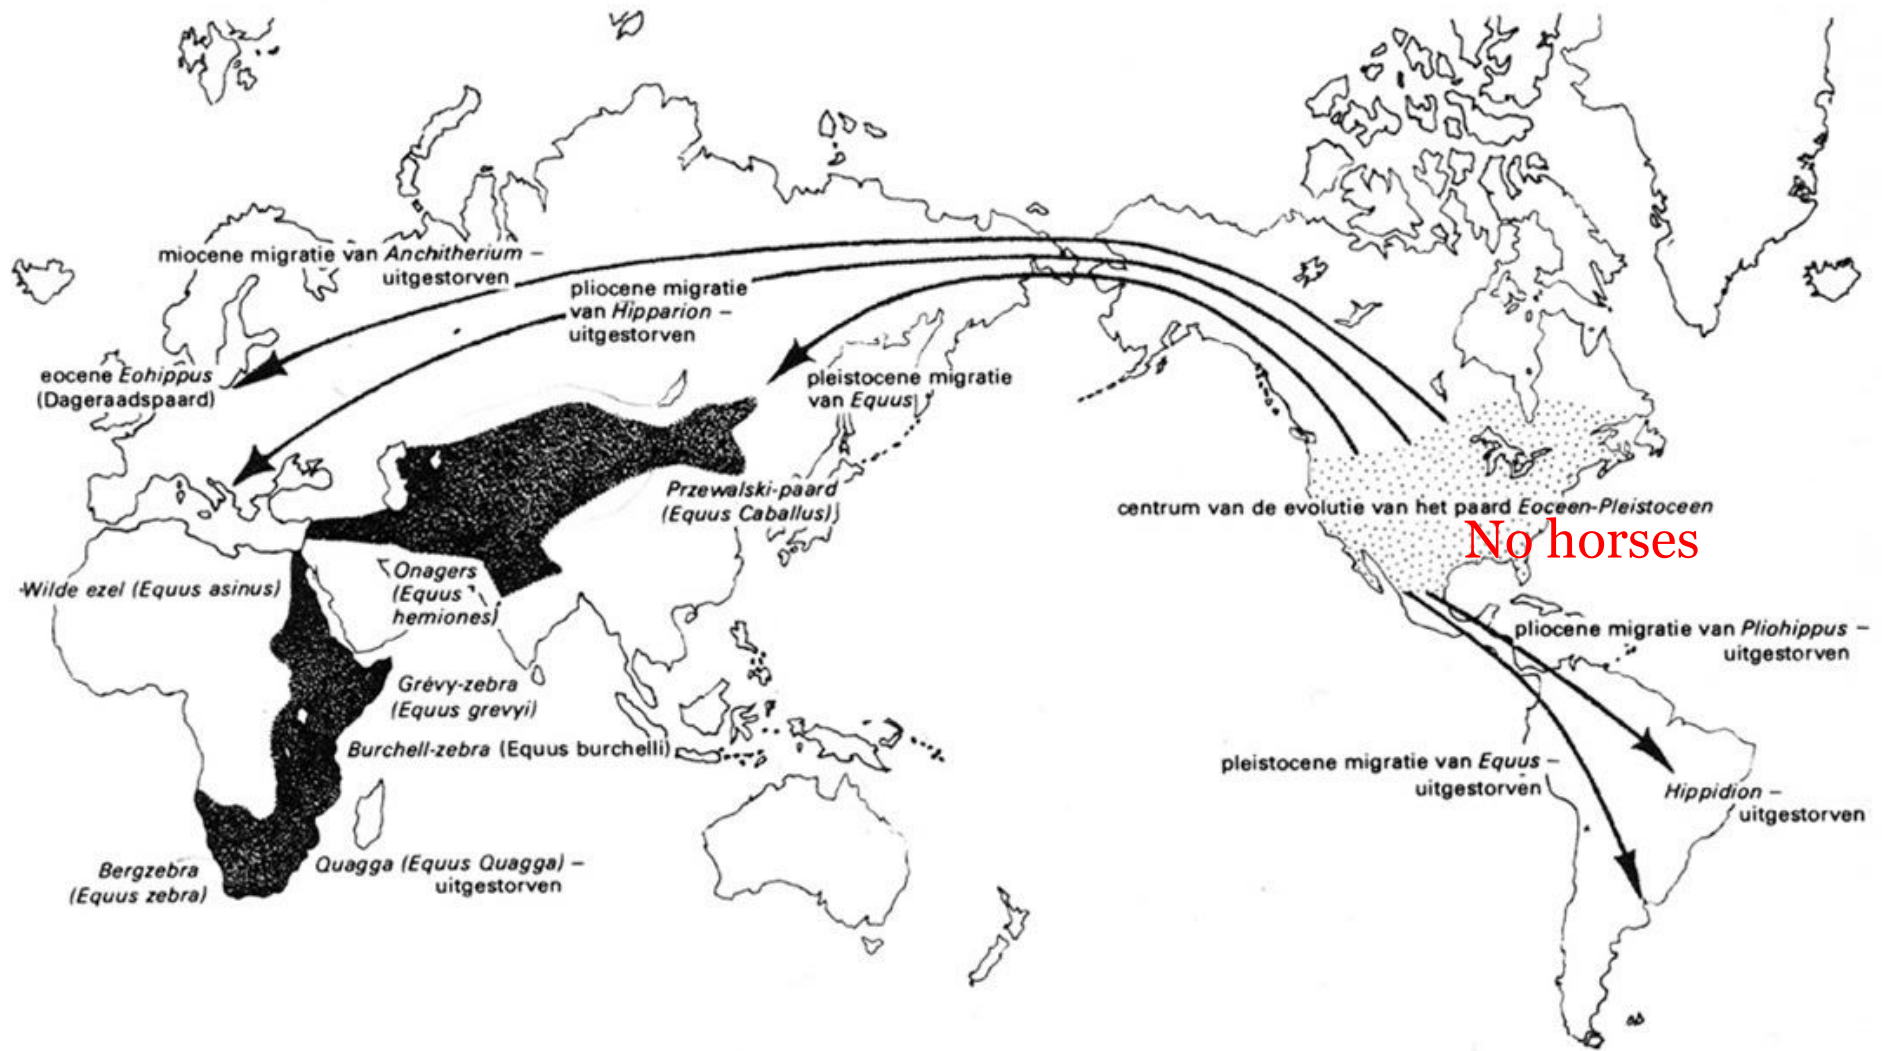 miocene migratie van Anchitherium –
uitgestorven
pliocene migratie
van Hipparion –
uitgestorven
eocene Eohippus
(Dageraadspaard)
pleistocene migratie
van Equus
Przewalski-paard
(Equus Caballus)
centrum van de evolutie van het paard Eoceen-Pleistoceen
No horses
Wilde ezel (Equus asinus)
Onagers
(Equus
hemiones)
pliocene migratie van Pliohippus –
uitgestorven
Grévy-zebra
(Equus grevyi)
Burchell-zebra (Equus burchelli)
pleistocene migratie van Equus –
uitgestorven
Hippidion –
uitgestorven
Bergzebra
(Equus zebra)
Quagga (Equus Quagga) –
uitgestorven